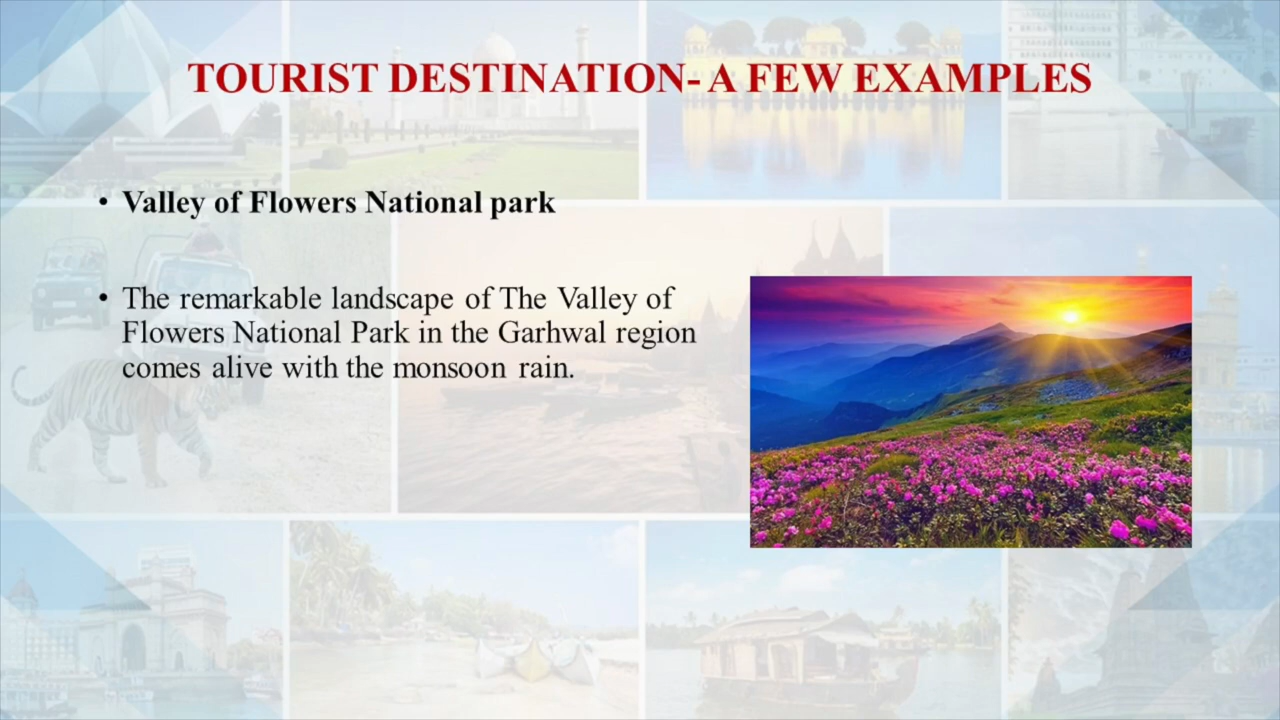 TOURIST DESTINATION- A FEW EXAMPLES
• Valley of Flowers National park
• The remarkable landscape of The Valley of
Flowers National Park in the Garhwal region
comes alive with the monsoon rain.